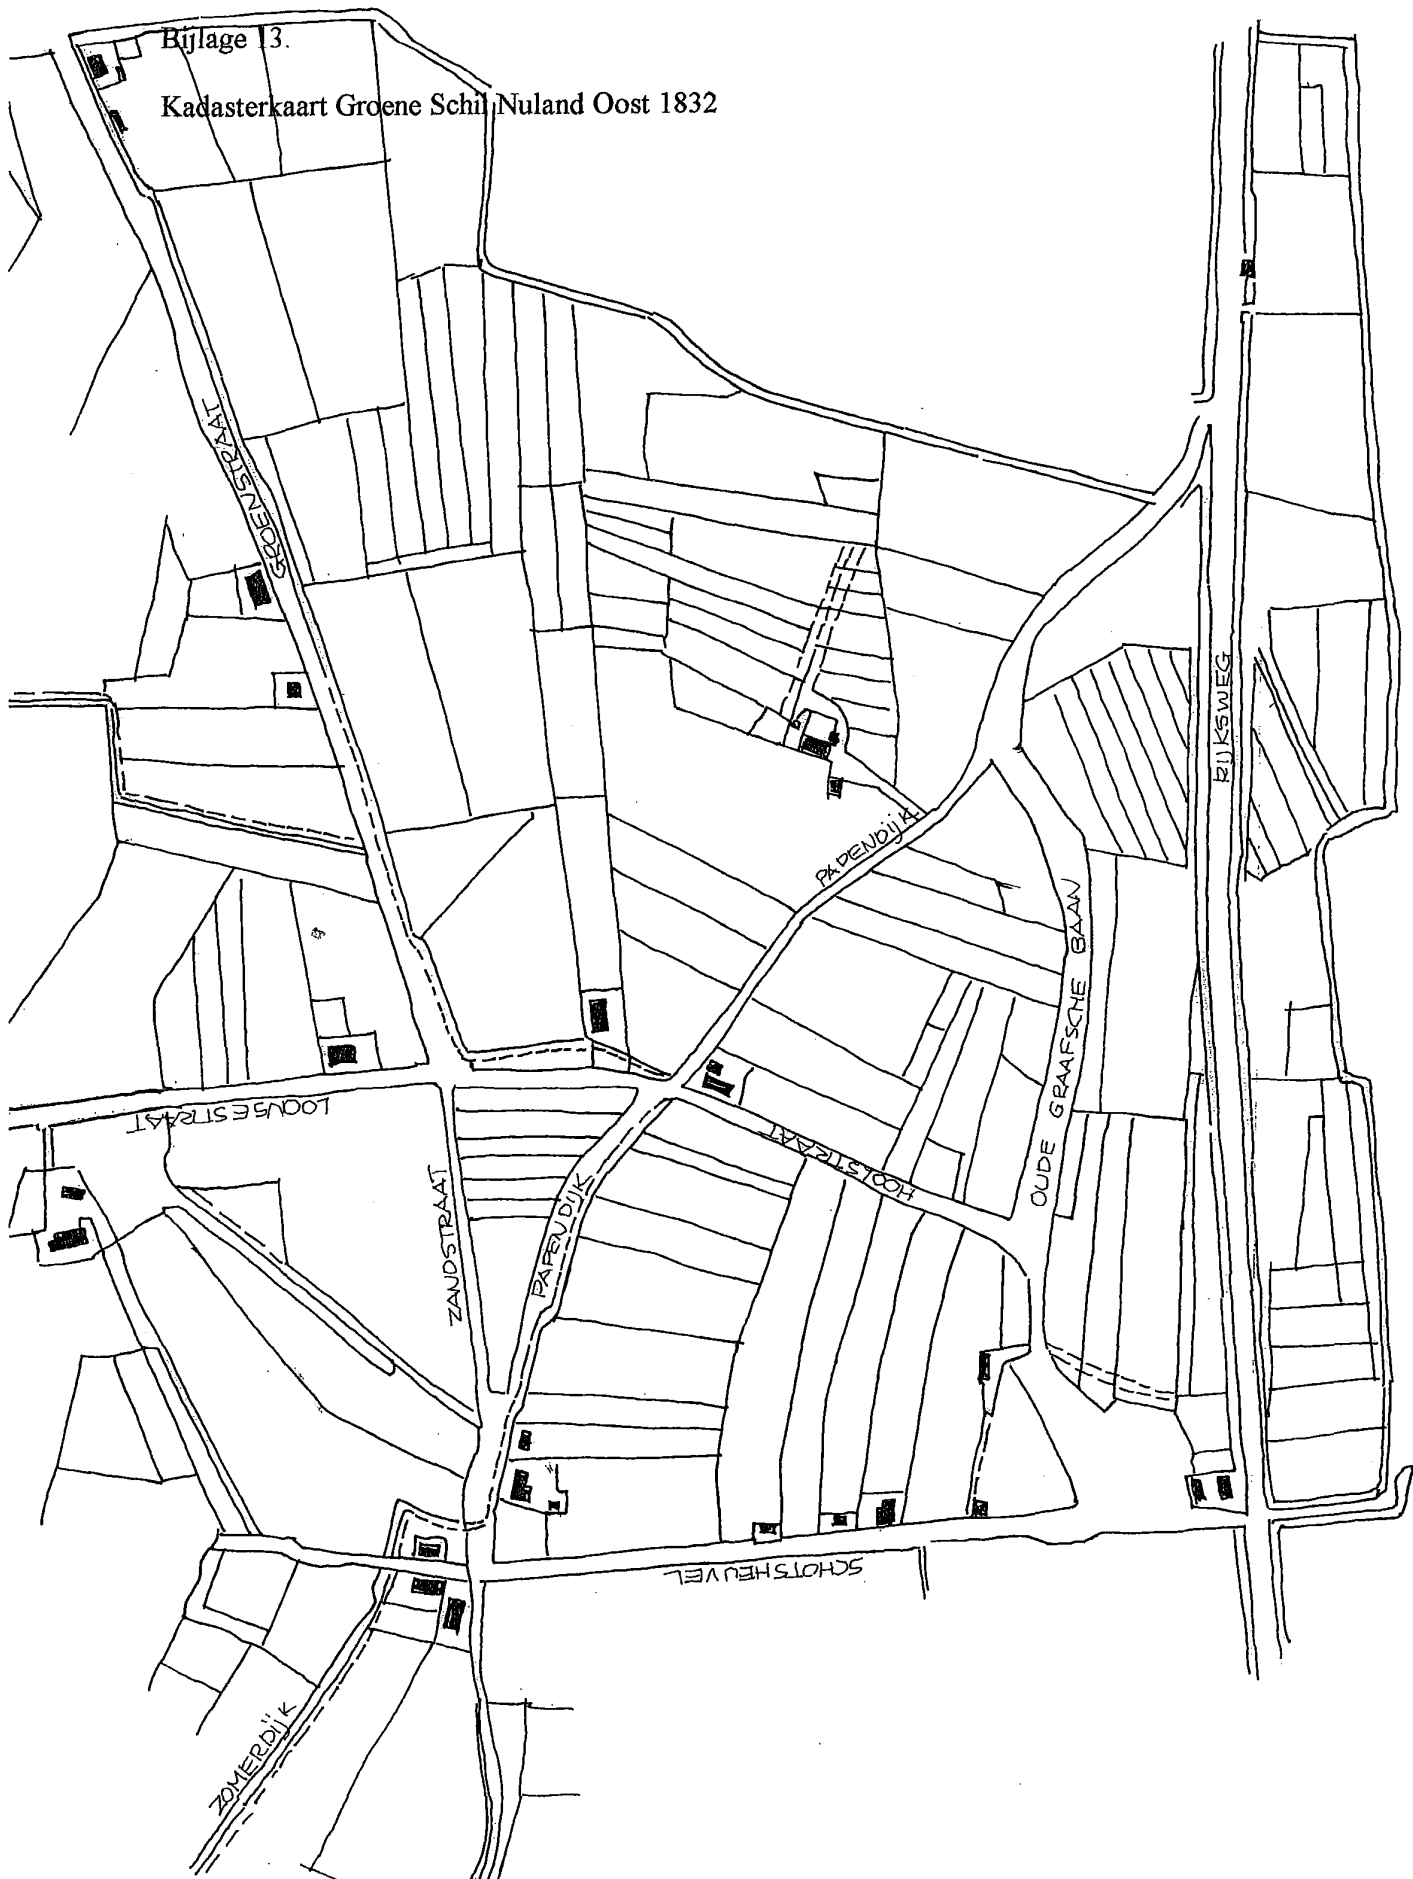 Bijlage 13.
Kadasterkaart Groene Schil Nuland Oost 1832
GROENSTRAAT
RIJKSWEG
PAPENDIJK
OUDE GRAAFSCHE BAAN
LOOVSESTRAAT
HOOLSTRAAT
ZANDSTRAAT
PAPENDIJK
SCHOTSHEUVEL
ZOMERDIJK